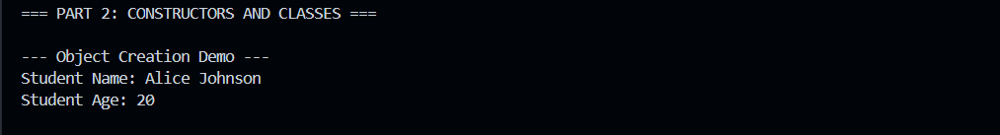 === PART 2: CONSTRUCTORS AND CLASSES ===
--- Object Creation Demo ---
Student Name: Alice Johnson
Student Age: 20